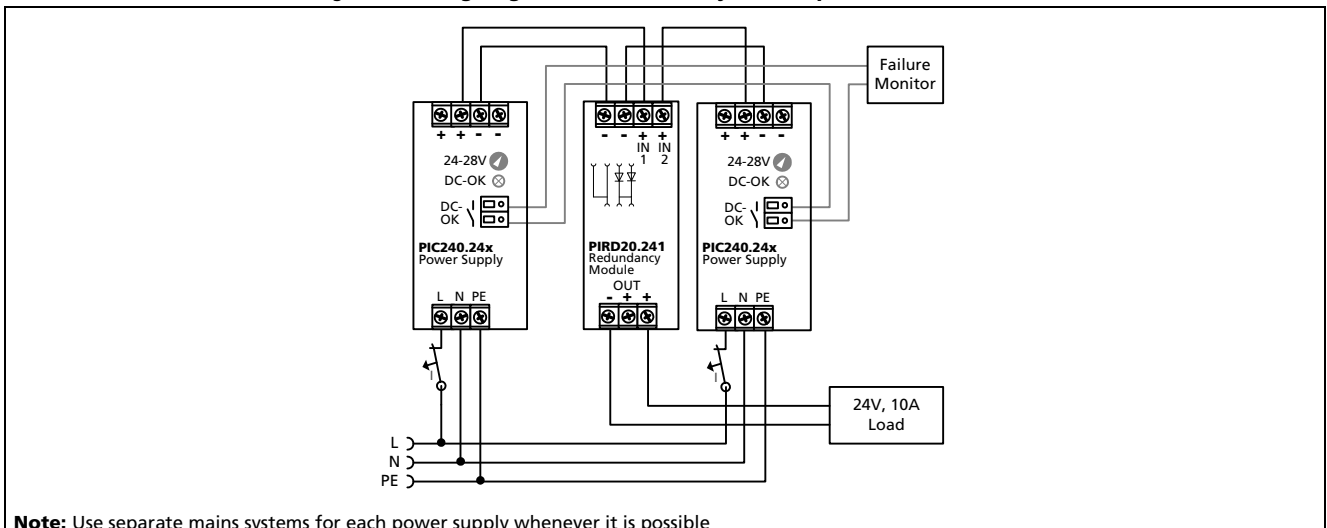 Failure
Monitor
+ + - -
24-28V
DC-OK
DC-
OK
PIC240.24x
Power Supply
L N PE
- - + +
IN IN
1 2
PIRD20.241
Redundancy
Module
OUT
- + +
+ + - -
24-28V
DC-OK
DC-
OK
PIC240.24x
Power Supply
L N PE
I
I
24V, 10A
Load
L
N
PE
Note: Use separate mains systems for each power supply whenever it is possible